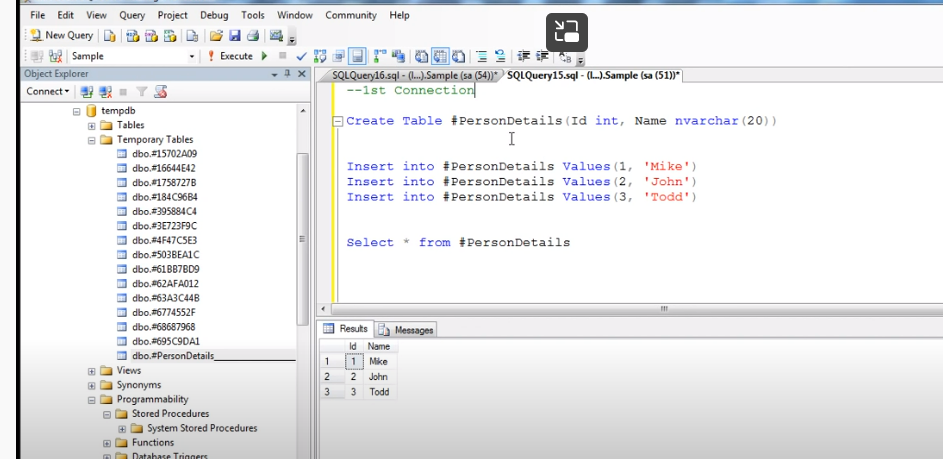 File Edit View Query Project Debug Tools Window Community Help
New Query
Sample Execute
Object Explorer
Connect
tempdb
Tables
Temporary Tables
dbo.#15702A09
dbo.#16644E42
dbo.#1758727B
dbo.#184C96B4
dbo.#395884C4
dbo.#3E723F9C
dbo.#4F47C5E3
dbo.#503BEA1C
dbo.#61BB7BD9
dbo.#62AFA012
dbo.#63A3C44B
dbo.#6774552F
dbo.#68687968
dbo.#695C9DA1
dbo.#PersonDetails____________
Views
Synonyms
Programmability
Stored Procedures
System Stored Procedures
Functions
Database Triggers
SQLQuery16.sql - (l...).Sample (sa (54))* SQLQuery15.sql - (l...).Sample (sa (51))*
--1st Connection
Create Table #PersonDetails(Id int, Name nvarchar(20))
Insert into #PersonDetails Values(1, 'Mike')
Insert into #PersonDetails Values(2, 'John')
Insert into #PersonDetails Values(3, 'Todd')
Select * from #PersonDetails
Results Messages
Id Name
1 1 Mike
2 2 John
3 3 Todd